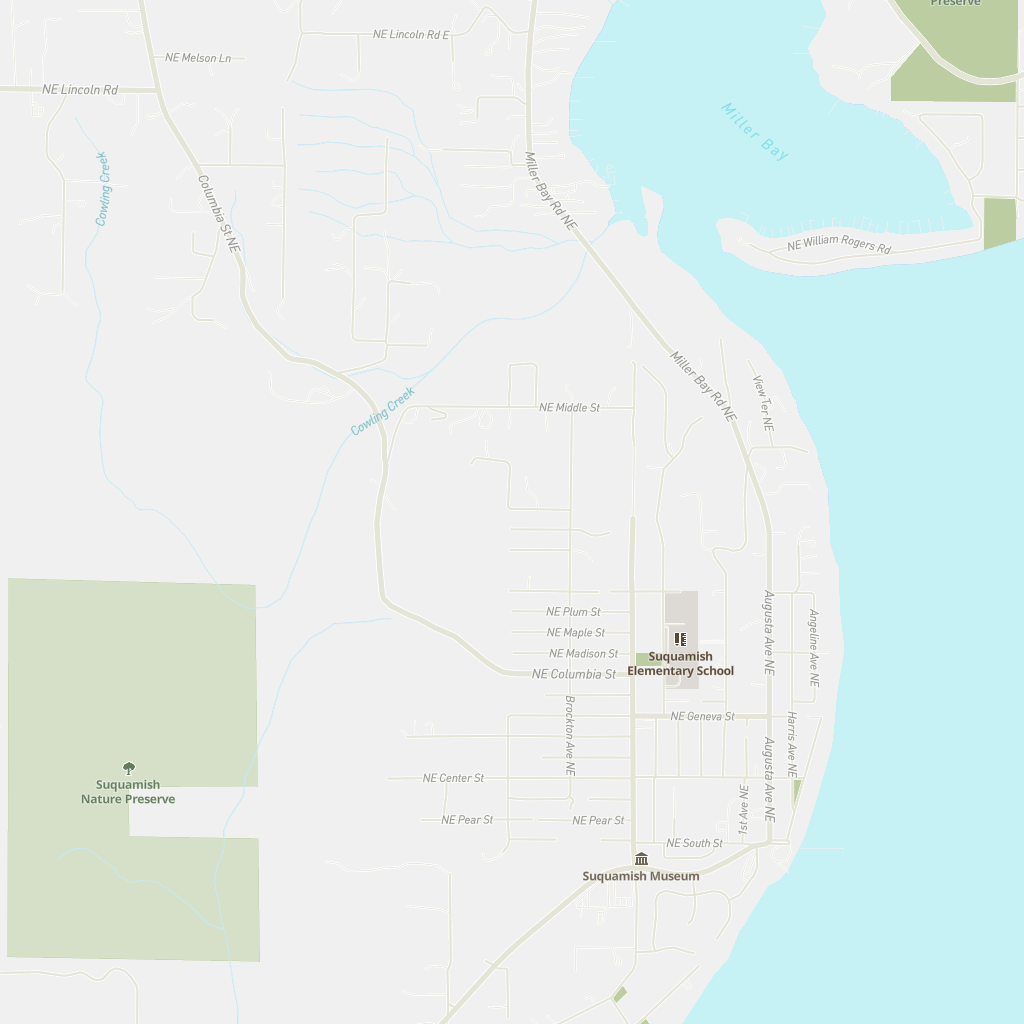 Preserve
NE Lincoln Rd E
NE Melson Ln
NE Lincoln Rd
Miller Bay
Cowling Creek
Miller Bay Rd NE
Columbia St NE
NE William Rogers Rd
Miller Bay Rd NE
View Ter NE
Cowling Creek
NE Middle St
NE Plum St
Augusta Ave NE
Angeline Ave NE
NE Maple St
NE Madison St
Suquamish
Elementary School
NE Columbia St
Brockton Ave NE
NE Geneva St
Harris Ave NE
Augusta Ave NE
Suquamish
Nature Preserve
NE Center St
1st Ave NE
NE Pear St
NE Pear St
NE South St
Suquamish Museum